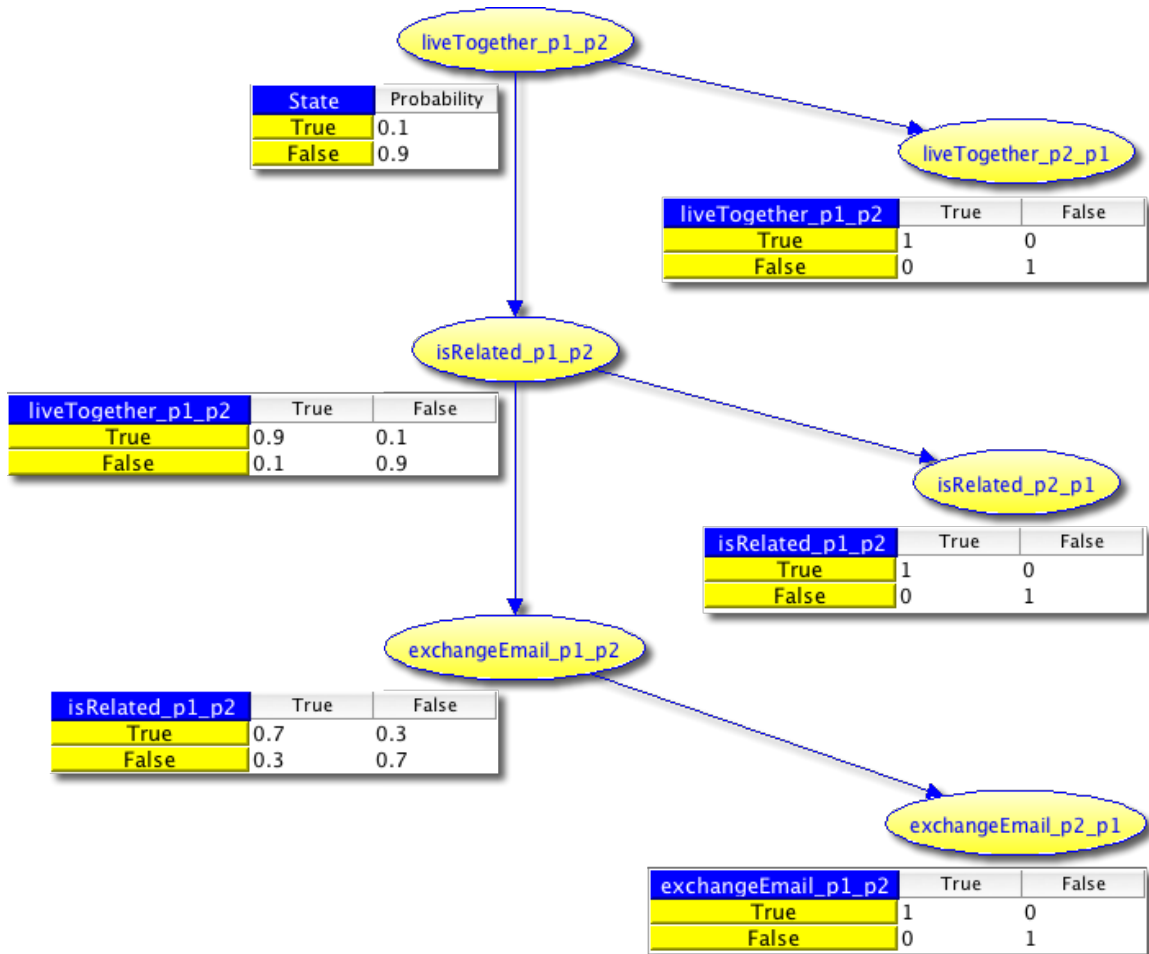 liveTogether_p1_p2
State Probability
True 0.1
False 0.9
liveTogether_p2_p1
liveTogether_p1_p2 True False
True 1 0
False 0 1
isRelated_p1_p2
liveTogether_p1_p2 True False
True 0.9 0.1
False 0.1 0.9
isRelated_p2_p1
isRelated_p1_p2 True False
True 1 0
False 0 1
exchangeEmail_p1_p2
isRelated_p1_p2 True False
True 0.7 0.3
False 0.3 0.7
exchangeEmail_p2_p1
exchangeEmail_p1_p2 True False
True 1 0
False 0 1